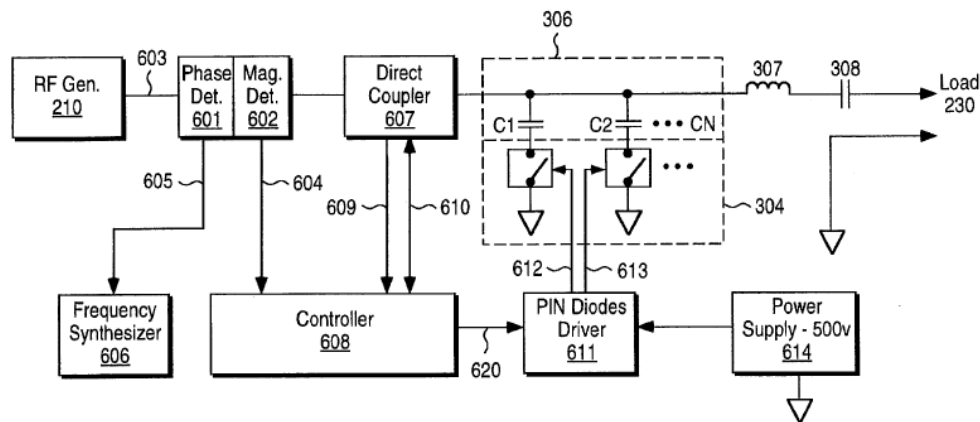 306
603
RF Gen.
210
Phase
Det.
601
Mag.
Det.
602
Direct
Coupler
607
307
308
Load
230
C1
C2
••• CN
•••
304
605
604
609
610
612
613
Frequency
Synthesizer
606
Controller
608
620
PIN Diodes
Driver
611
Power
Supply - 500v
614